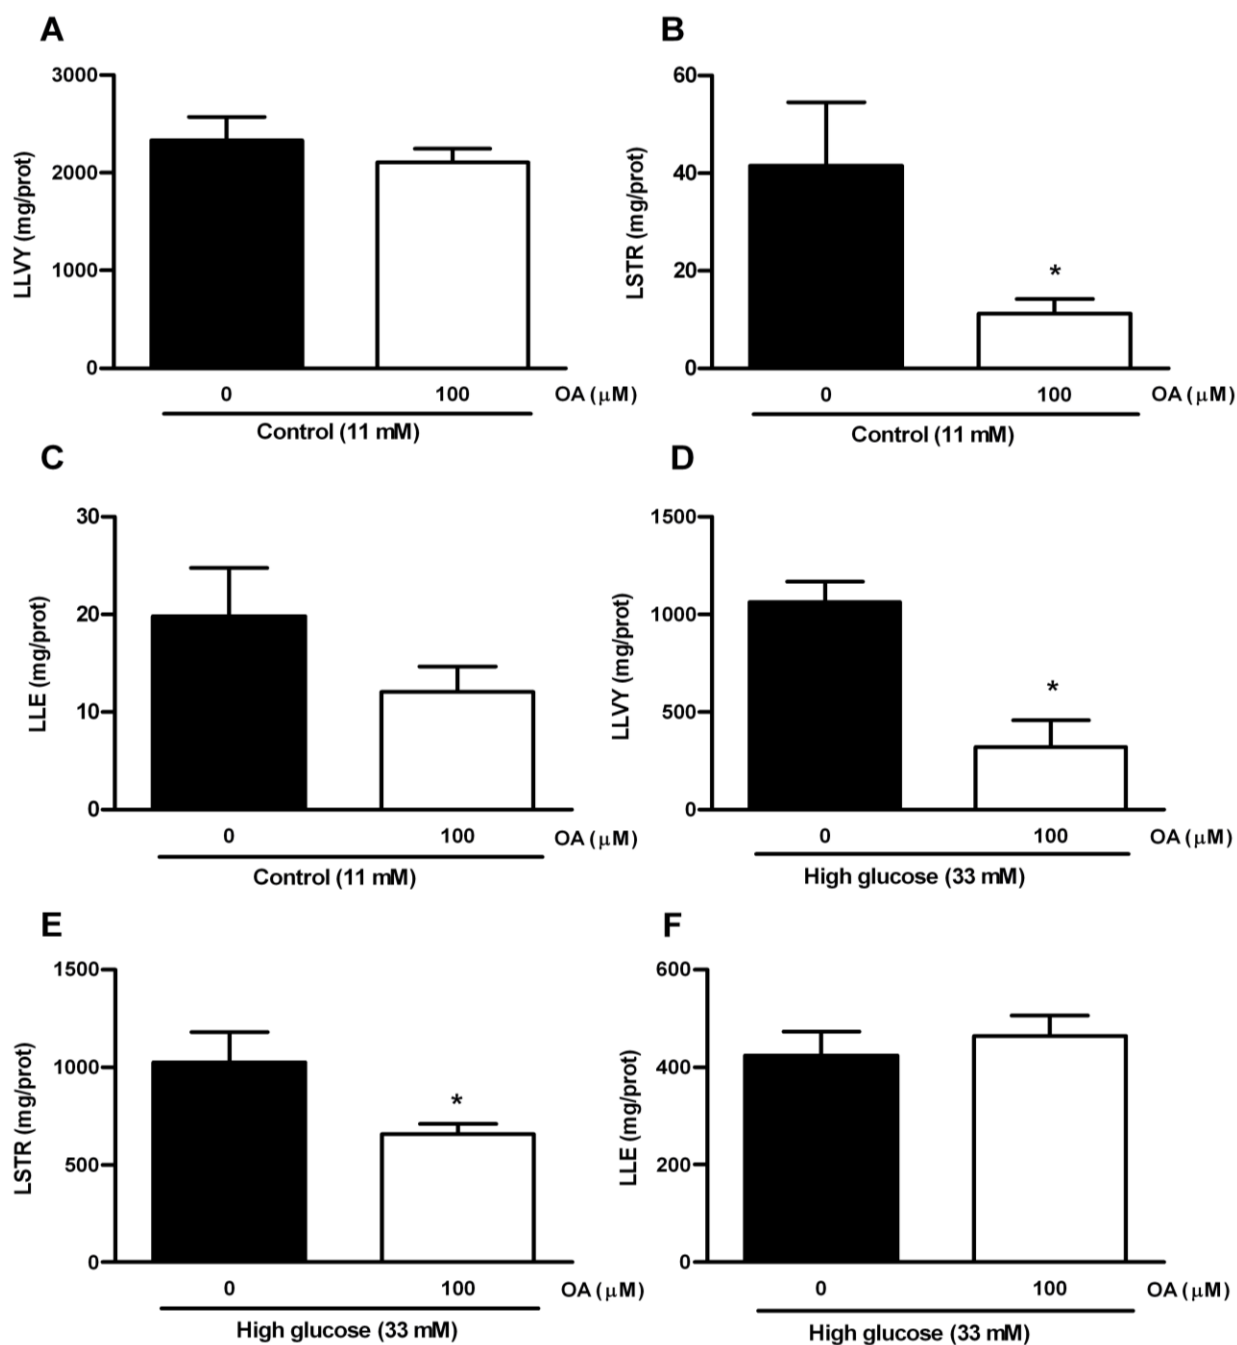 A
LLVY (mg/prot)
3000
2000
1000
0
0 100 OA (μM)
Control (11 mM)
B
LSTR (mg/prot)
60
40
20
0
*
0 100 OA (μM)
Control (11 mM)
C
LLE (mg/prot)
30
20
10
0
0 100 OA (μM)
Control (11 mM)
D
LLVY (mg/prot)
1500
1000
500
0
*
0 100 OA (μM)
High glucose (33 mM)
E
LSTR (mg/prot)
1500
1000
500
0
*
0 100 OA (μM)
High glucose (33 mM)
F
LLE (mg/prot)
600
400
200
0
0 100 OA (μM)
High glucose (33 mM)